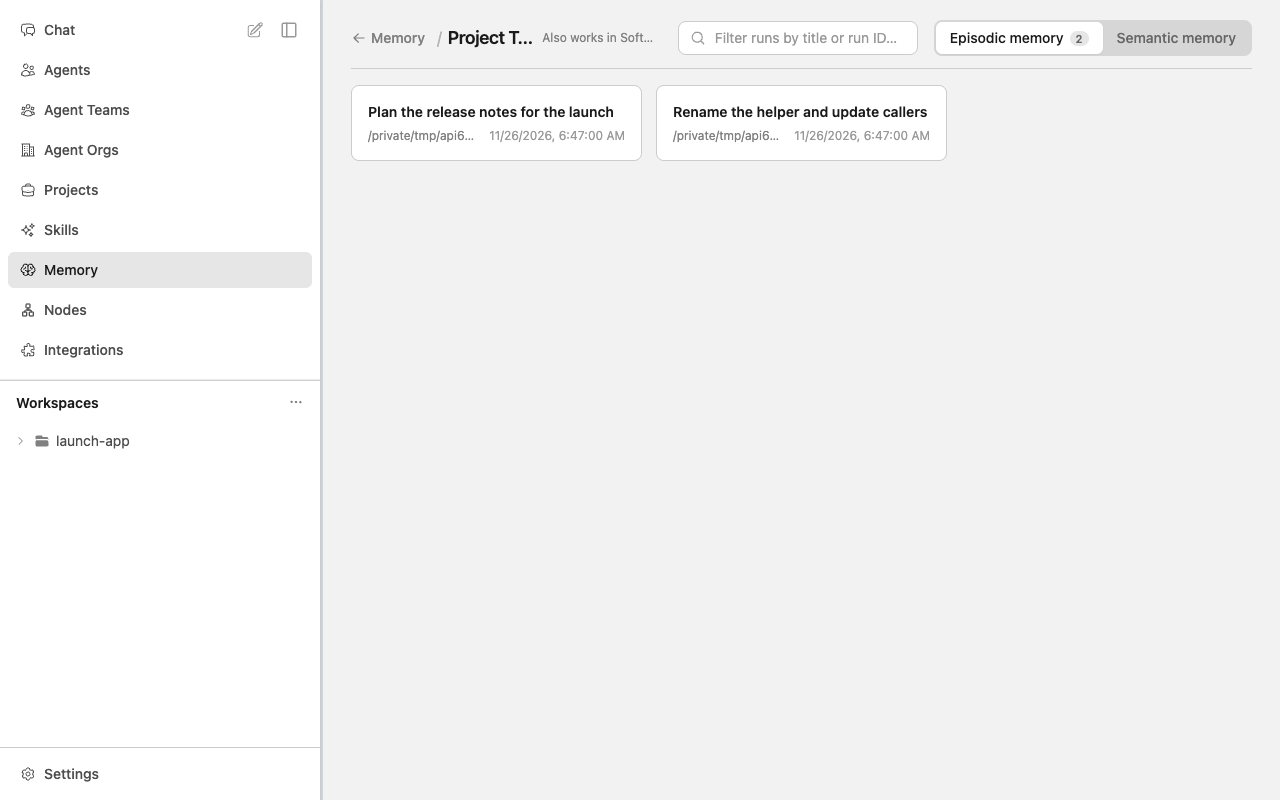 Chat
Agents
Agent Teams
Agent Orgs
Projects
Skills
Memory
Nodes
Integrations
Workspaces
launch-app
Settings
Memory / Project T... Also works in Soft...
Filter runs by title or run ID...
Episodic memory 2
Semantic memory
Plan the release notes for the launch
/private/tmp/api6... 11/26/2026, 6:47:00 AM
Rename the helper and update callers
/private/tmp/api6... 11/26/2026, 6:47:00 AM